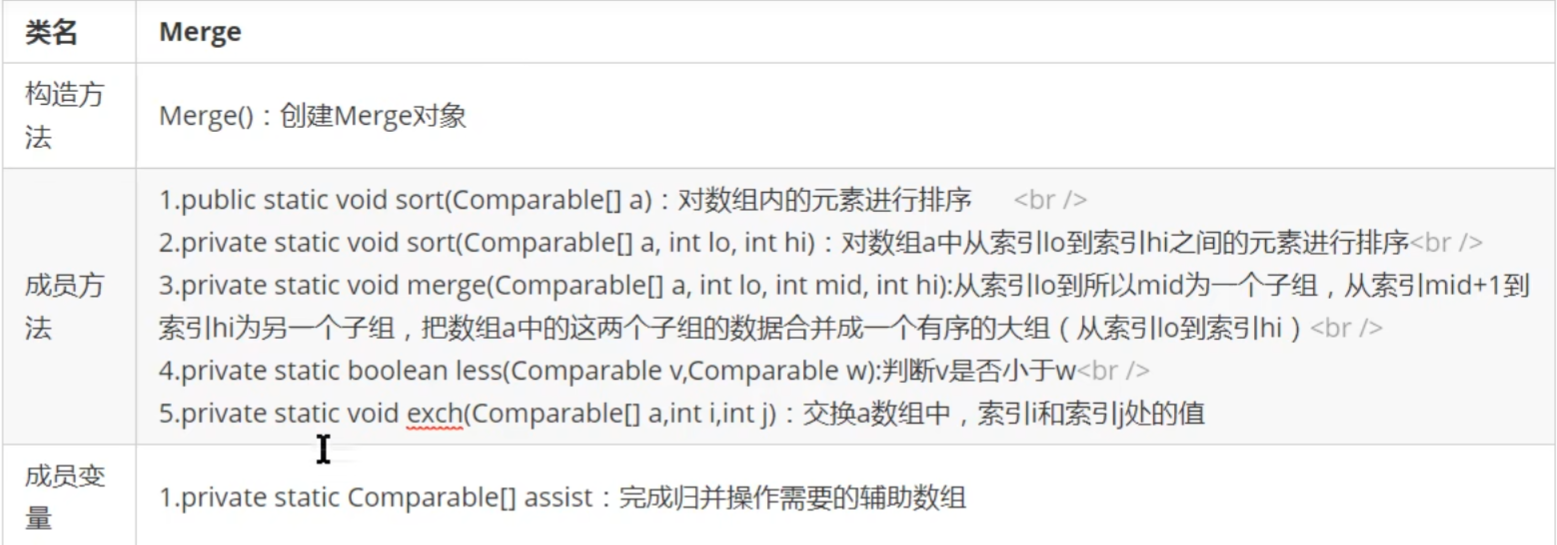 类名 Merge
构造方
法
Merge()：创建Merge对象
成员方
法
1.public static void sort(Comparable[] a)：对数组内的元素进行排序 <br />
2.private static void sort(Comparable[] a, int lo, int hi)：对数组a中从索引lo到索引hi之间的元素进行排序<br />
3.private static void merge(Comparable[] a, int lo, int mid, int hi):从索引lo到所以mid为一个子组，从索引mid+1到
索引hi为另一个子组，把数组a中的这两个子组的数据合并成一个有序的大组（从索引lo到索引hi）<br />
4.private static boolean less(Comparable v,Comparable w):判断v是否小于w<br />
5.private static void exch(Comparable[] a,int i,int j)：交换a数组中，索引i和索引j处的值
成员变
量
1.private static Comparable[] assist：完成归并操作需要的辅助数组